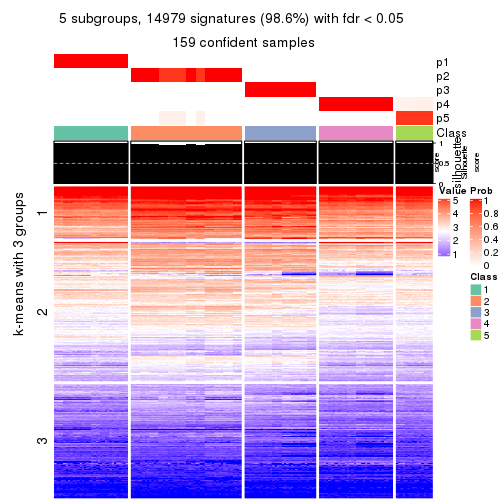 5 subgroups, 14979 signatures (98.6%) with fdr < 0.05
159 confident samples
p1
p2
p3
p4
p5
Class
1
0.5
0
silhouette
Silhouette
score
score
k-means with 3 groups
1
2
3
Value
5
4
3
2
1
Prob
1
0.8
0.6
0.4
0.2
0
Class
1
2
3
4
5